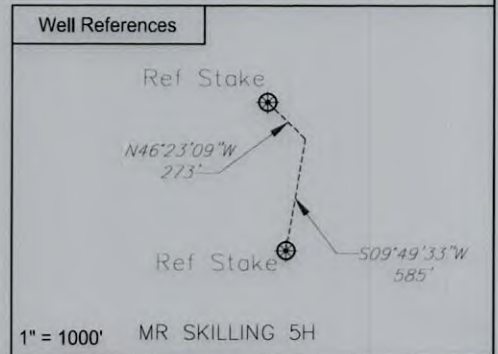 Well References
Ref Stake
N46°23'09"W
273'
Ref Stake
S09°49'33"W
585'
1" = 1000' MR SKILLING 5H